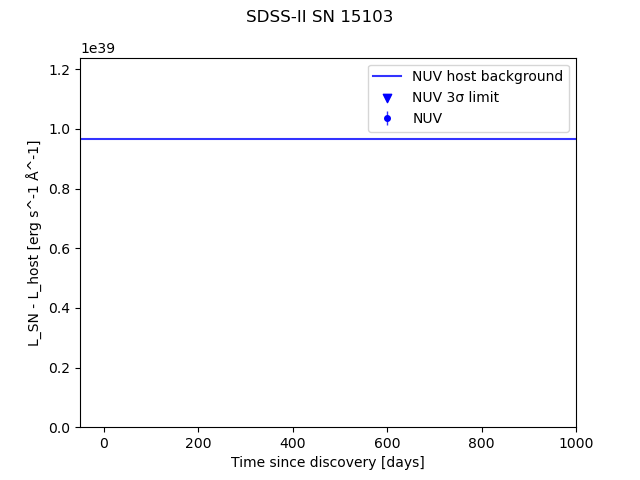 SDSS-II SN 15103
1e39
NUV host background
NUV 3σ limit
NUV
1.2
1.0
0.8
0.6
0.4
0.2
0.0
L_SN - L_host [erg s^-1 Å^-1]
0 200 400 600 800 1000
Time since discovery [days]